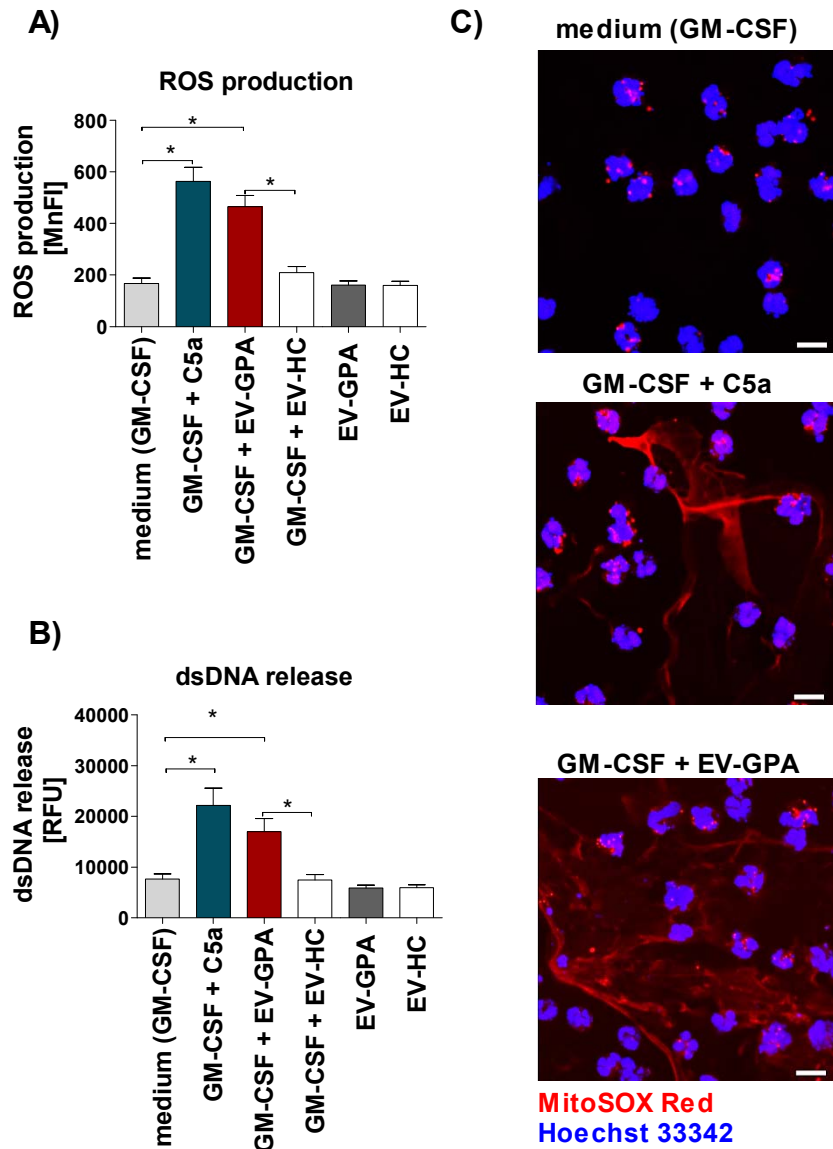 A)
ROS production
ROS production
[MnFI]
800
600
400
200
0
*
*
*
medium (GM-CSF)
GM-CSF + C5a
GM-CSF + EV-GPA
GM-CSF + EV-HC
EV-GPA
EV-HC
B)
dsDNA release
dsDNA release
[RFU]
40000
30000
20000
10000
0
*
*
*
medium (GM-CSF)
GM-CSF + C5a
GM-CSF + EV-GPA
GM-CSF + EV-HC
EV-GPA
EV-HC
C)
medium (GM-CSF)
GM-CSF + C5a
GM-CSF + EV-GPA
MitoSOX Red
Hoechst 33342